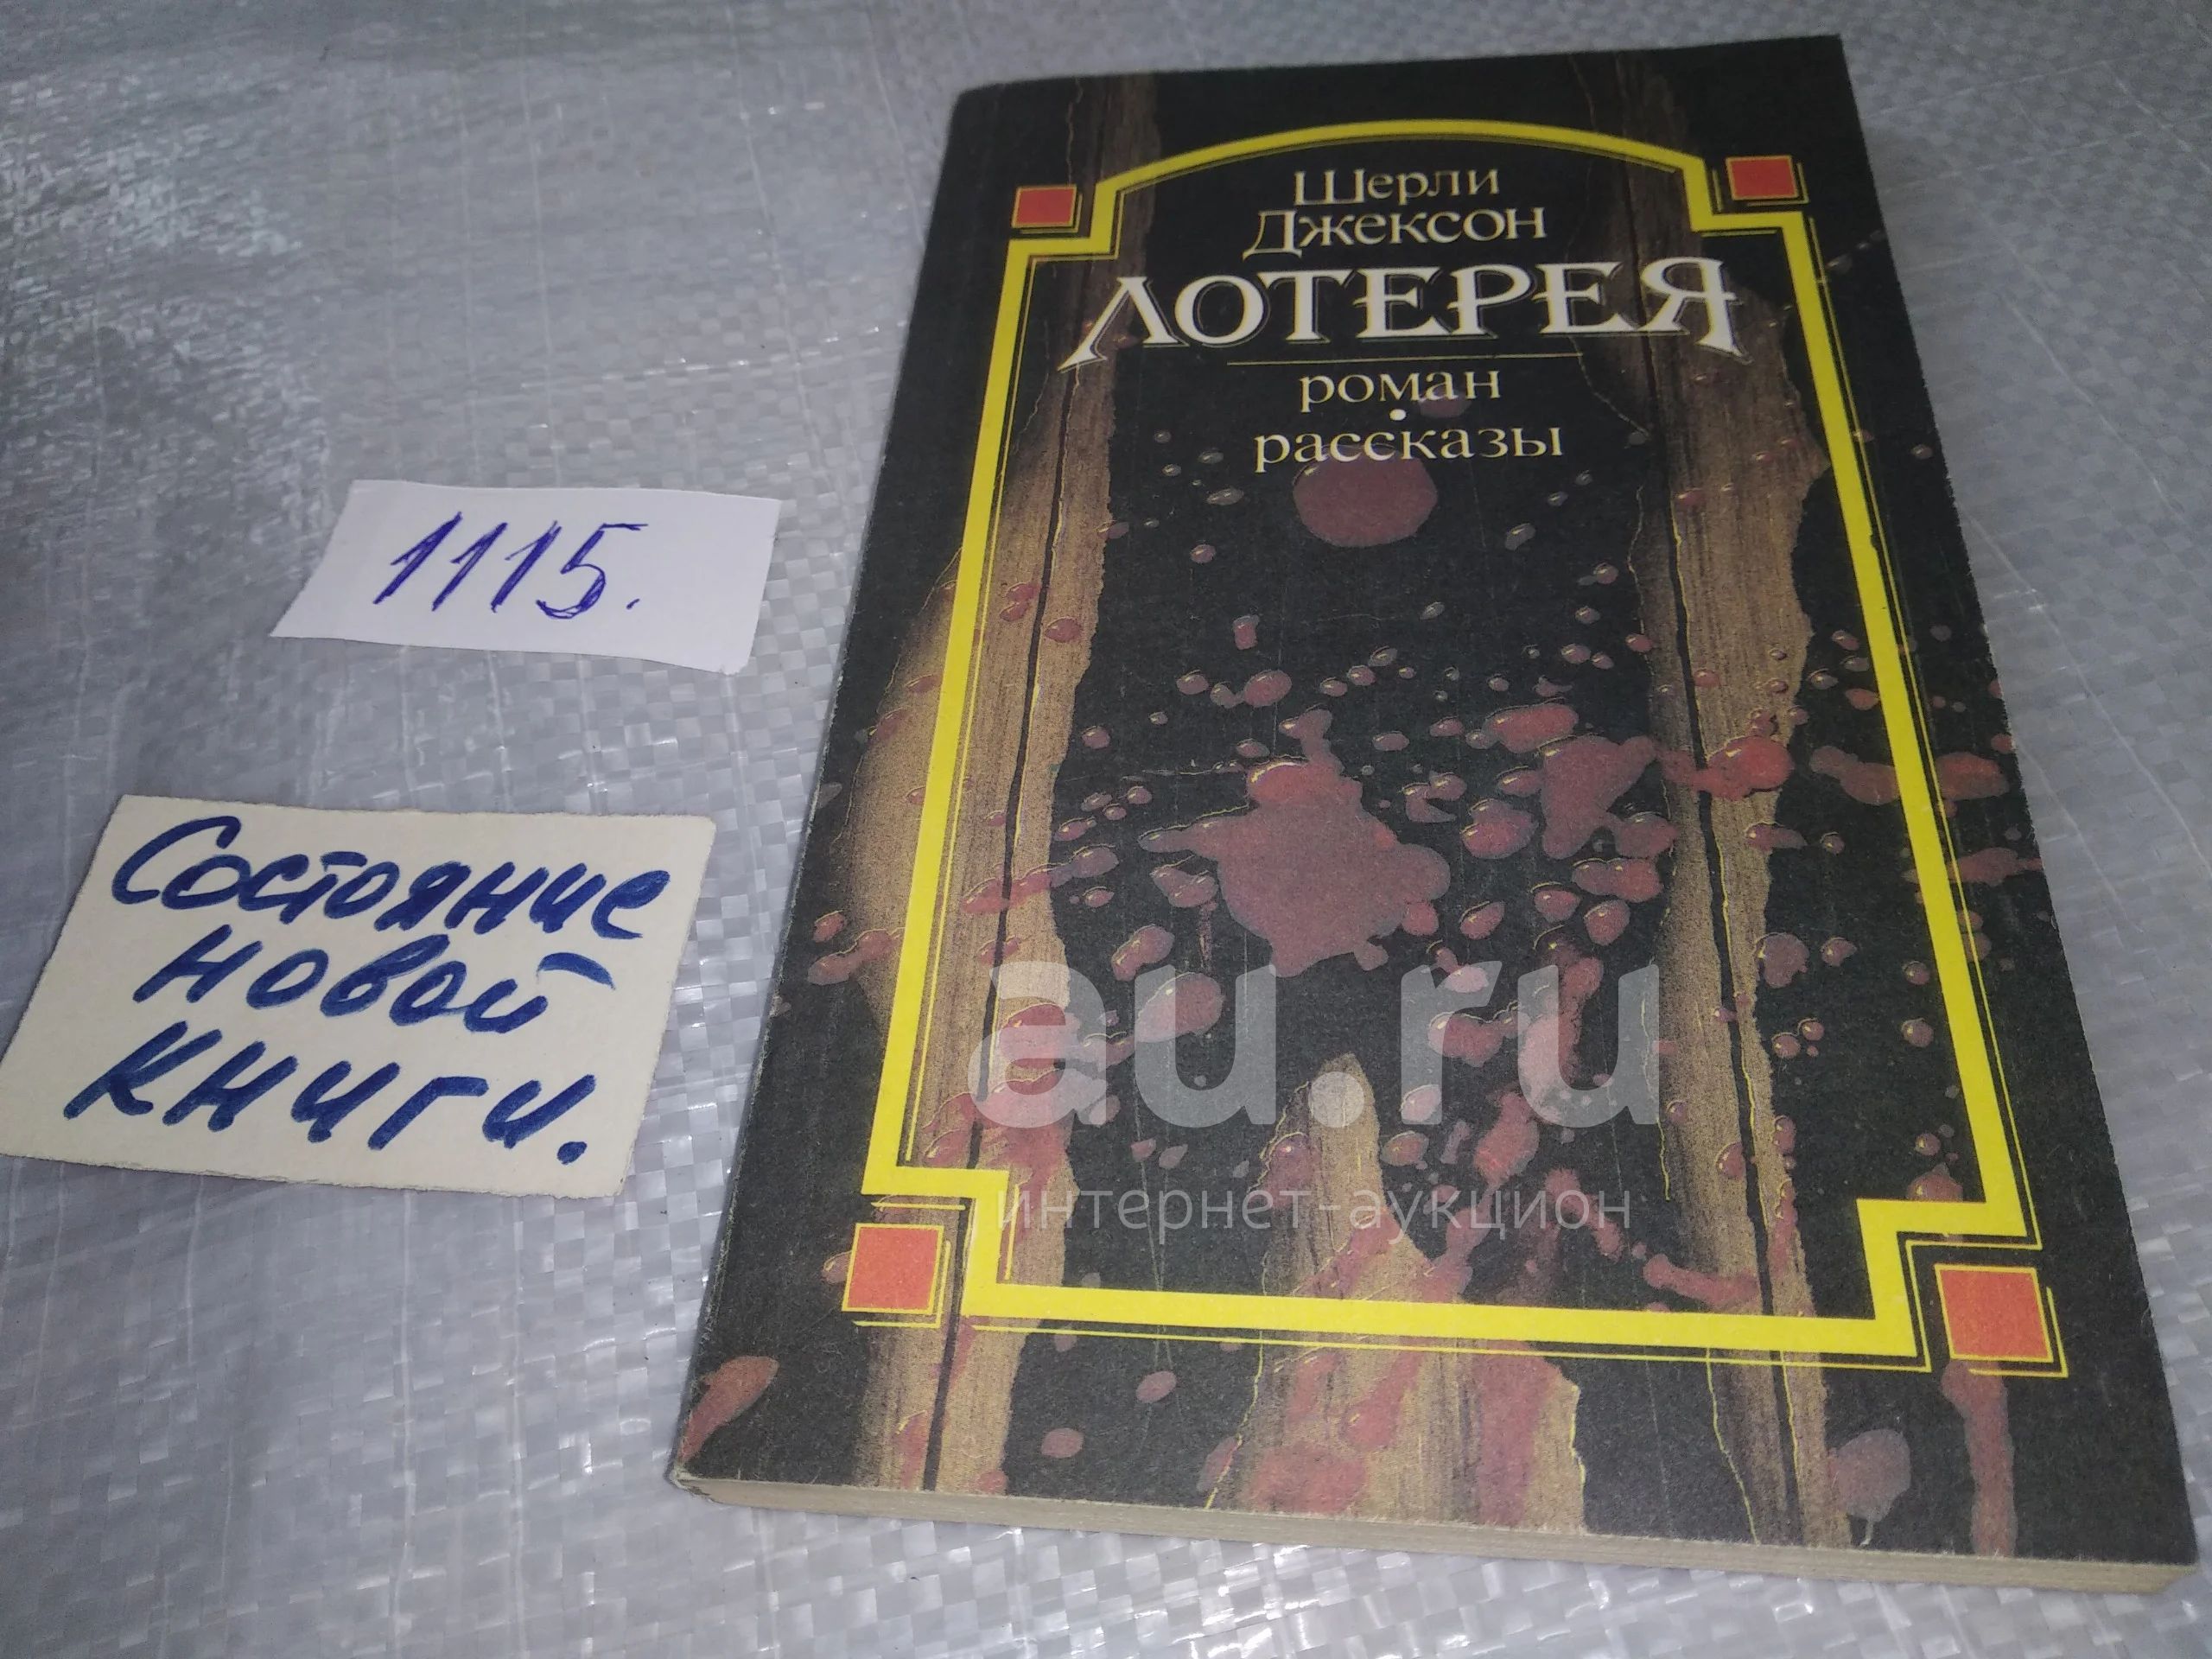 Шерли
Джексон
ЛОТЕРЕЯ
роман
рассказы
1115.
Состояние
новой
книги.
au.ru
интернет-аукцион